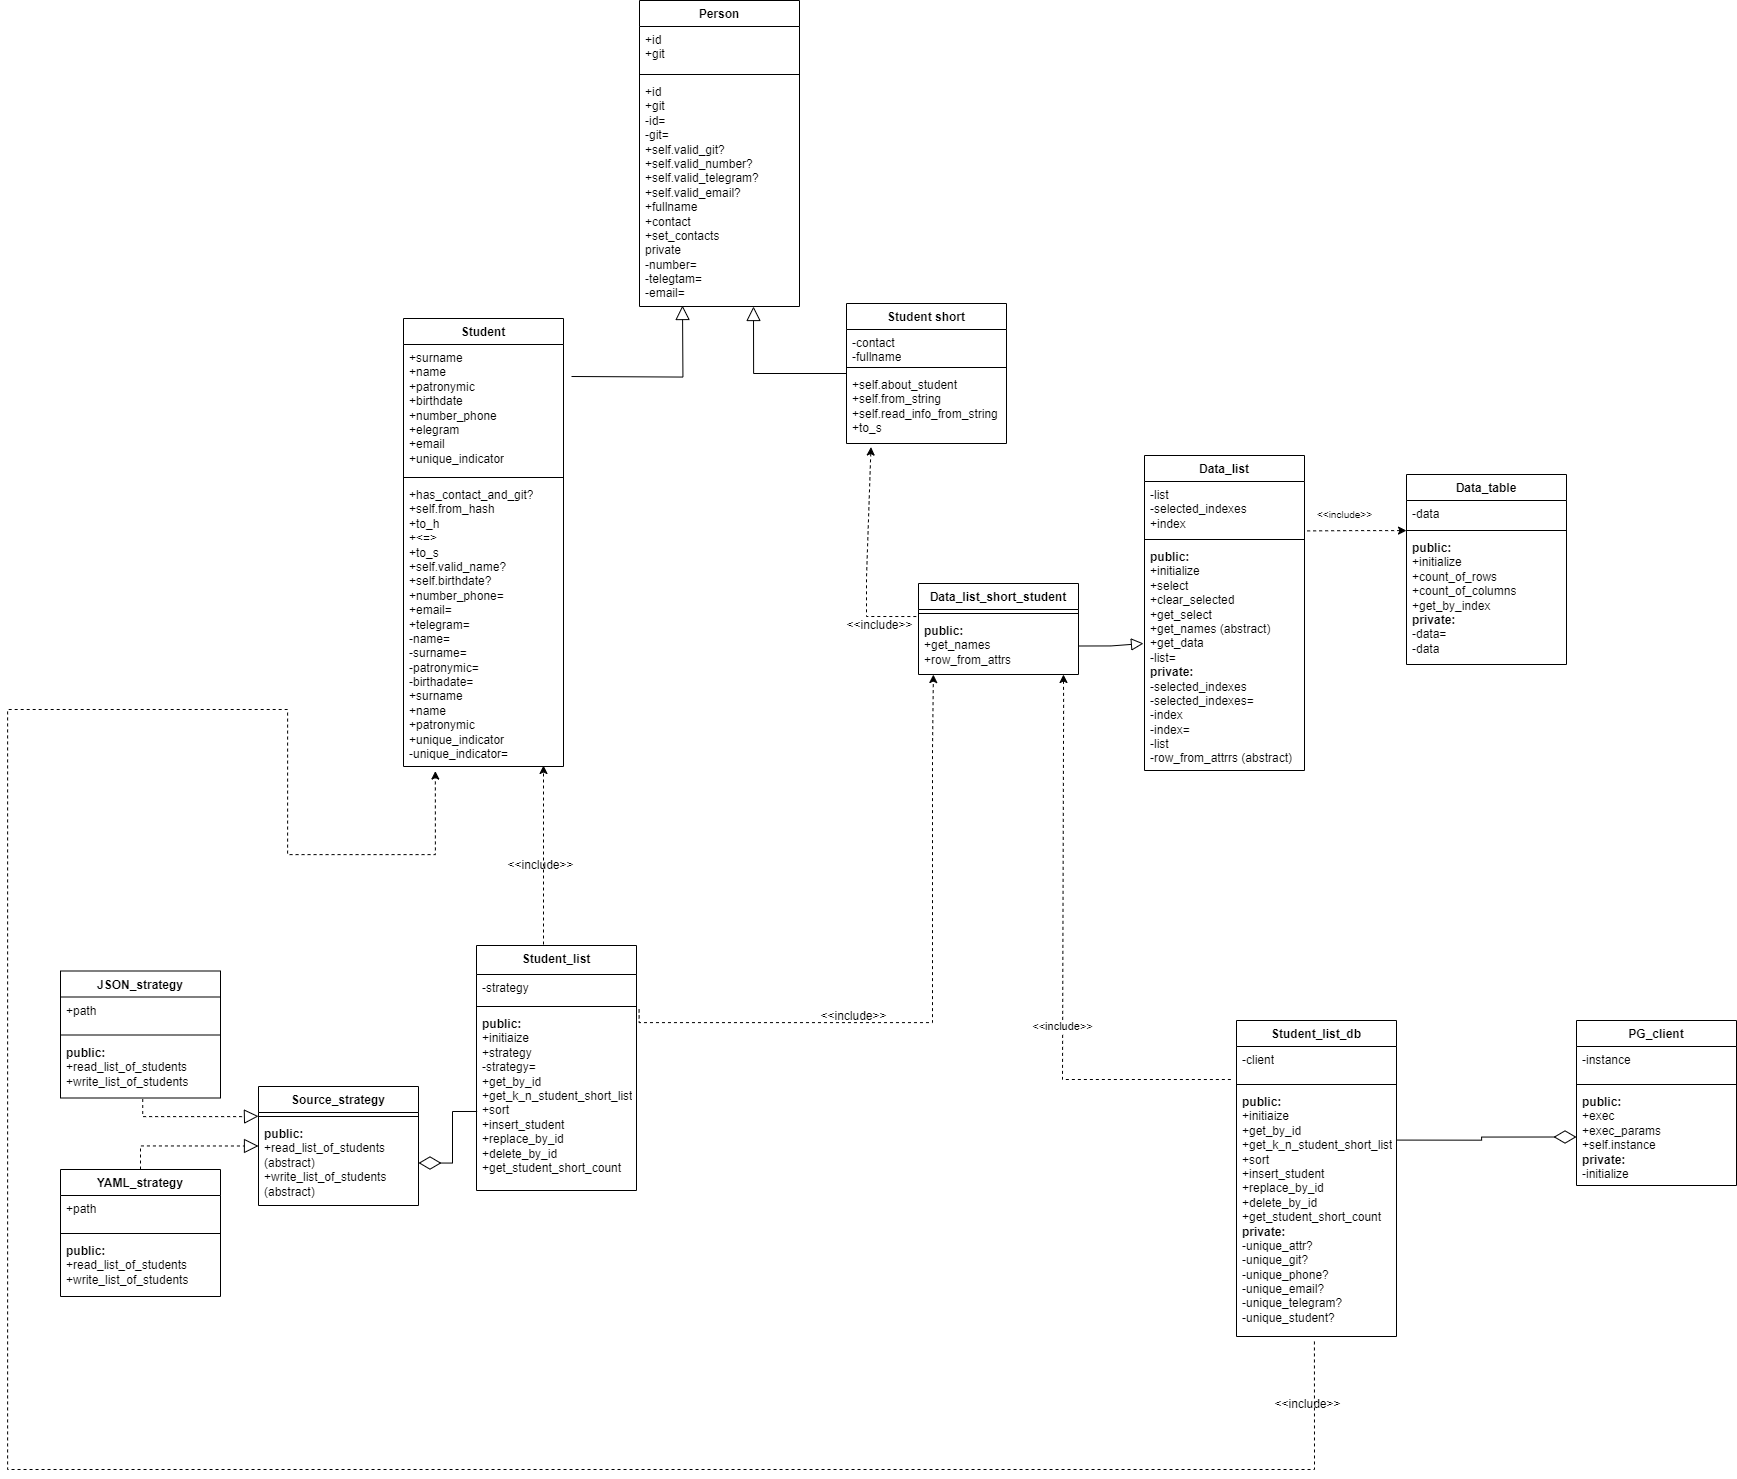 Person
+id
+git
+id
+git
-id=
-git=
+self.valid_git?
+self.valid_number?
+self.valid_telegram?
+self.valid_email?
+fullname
+contact
+set_contacts
private
-number=
-telegtam=
-email=
Student
+surname
+name
+patronymic
+birthdate
+number_phone
+elegram
+email
+unique_indicator
+has_contact_and_git?
+self.from_hash
+to_h
+<=>
+to_s
+self.valid_name?
+self.birthdate?
+number_phone=
+email=
+telegram=
-name=
-surname=
-patronymic=
-birthadate=
+surname
+name
+patronymic
+unique_indicator
-unique_indicator=
Student short
-contact
-fullname
+self.about_student
+self.from_string
+self.read_info_from_string
+to_s
Data_list
-list
-selected_indexes
+index
public:
+initialize
+select
+clear_selected
+get_select
+get_names (abstract)
+get_data
-list=
private:
-selected_indexes
-selected_indexes=
-index
-index=
-list
-row_from_attrrs (abstract)
<<include>>
Data_table
-data
public:
+initialize
+count_of_rows
+count_of_columns
+get_by_index
private:
-data=
-data
Data_list_short_student
public:
+get_names
+row_from_attrs
<<include>>
<<include>>
Student_list
-strategy
public:
+initiaize
+strategy
-strategy=
+get_by_id
+get_k_n_student_short_list
+sort
+insert_student
+replace_by_id
+delete_by_id
+get_student_short_count
<<include>>
<<include>>
JSON_strategy
+path
public:
+read_list_of_students
+write_list_of_students
Source_strategy
public:
+read_list_of_students
(abstract)
+write_list_of_students
(abstract)
YAML_strategy
+path
public:
+read_list_of_students
+write_list_of_students
Student_list_db
-client
public:
+initiaize
+get_by_id
+get_k_n_student_short_list
+sort
+insert_student
+replace_by_id
+delete_by_id
+get_student_short_count
private:
-unique_attr?
-unique_git?
-unique_phone?
-unique_email?
-unique_telegram?
-unique_student?
PG_client
-instance
public:
+exec
+exec_params
+self.instance
private:
-initialize
<<include>>